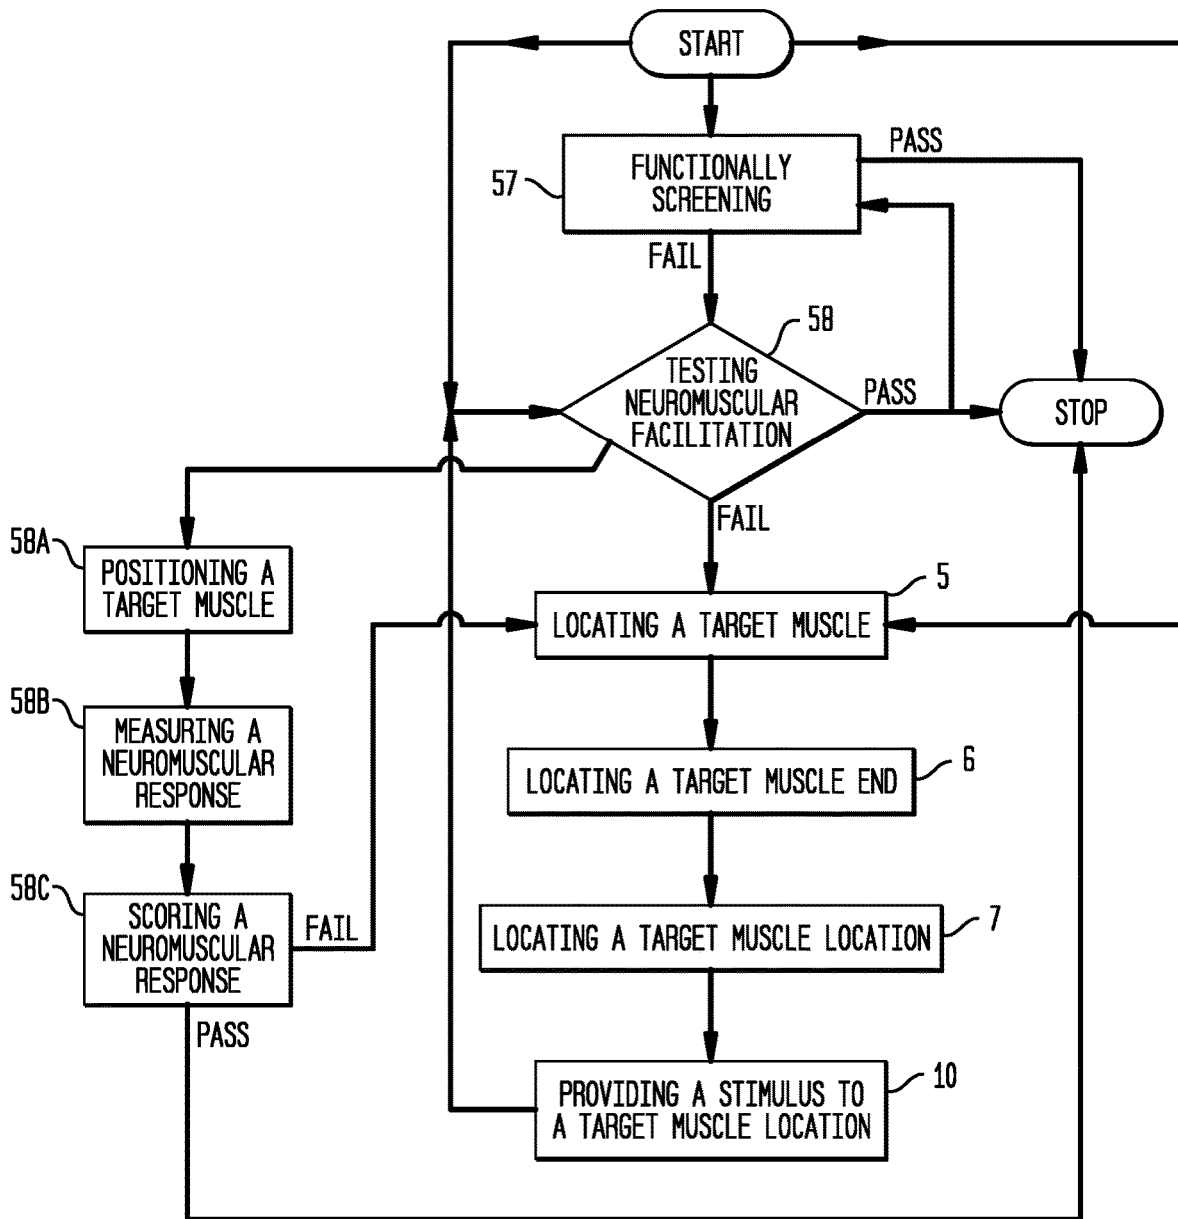 START
FUNCTIONALLY
SCREENING
57
PASS
FAIL
58
TESTING
NEUROMUSCULAR
FACILITATION
PASS
STOP
FAIL
58A
POSITIONING A
TARGET MUSCLE
5
LOCATING A TARGET MUSCLE
58B
MEASURING A
NEUROMUSCULAR
RESPONSE
6
LOCATING A TARGET MUSCLE END
58C
SCORING A
NEUROMUSCULAR
RESPONSE
FAIL
PASS
7
LOCATING A TARGET MUSCLE LOCATION
10
PROVIDING A STIMULUS TO
A TARGET MUSCLE LOCATION